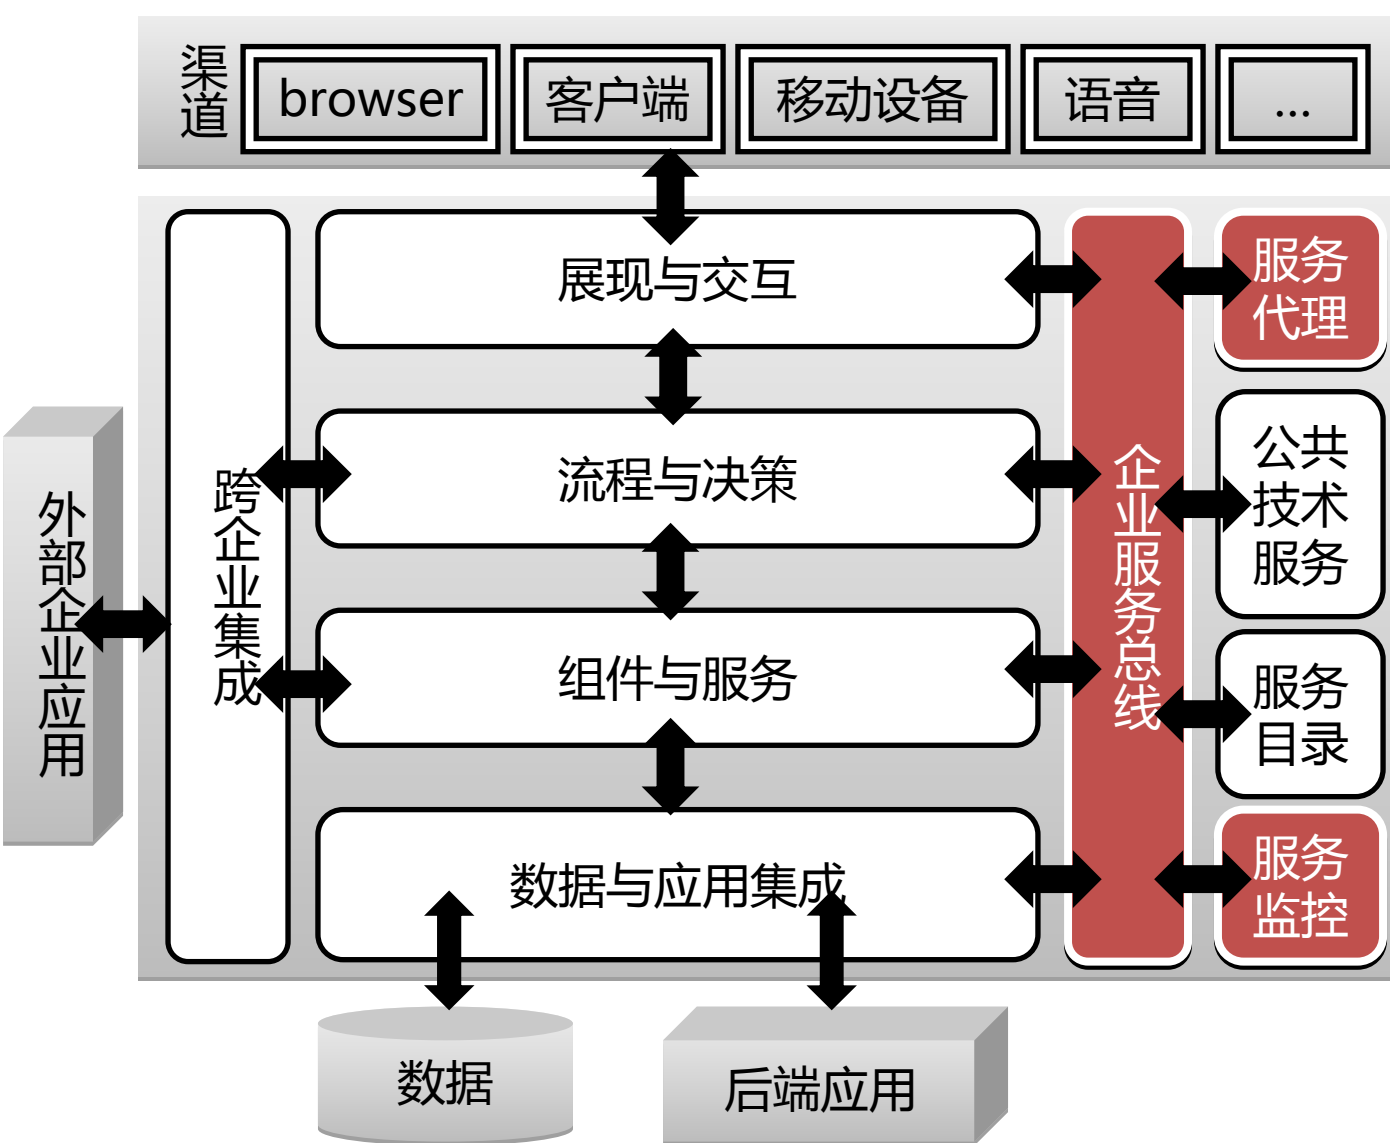 渠道
browser
客户端
移动设备
语音
...
展现与交互
流程与决策
组件与服务
数据与应用集成
跨企业集成
外部企业应用
企业服务总线
服务
代理
公共
技术
服务
服务
目录
服务
监控
数据
后端应用